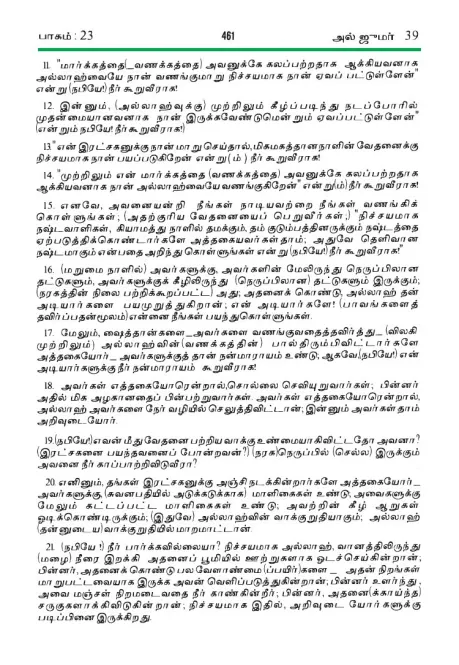 பாகம் : 23 461 அல் ஜுமர் 39
11. "மார்க்கத்தை(_வணக்கத்தை) அவனுக்கே கலப்பற்றதாக ஆக்கியவனாக
அல்லாஹ்வையே நான் வணங்குமாறு நிச்சயமாக நான் ஏவப் பட்டுள்ளேன்"
என்று (நபியே!) நீர் கூறுவீராக!
12. இன்னும், (அல்லாஹ்வுக்கு) முற்றிலும் கீழ்ப்படிந்து நடப்போரில்
முதன்மையானவனாக நான் இருக்கவேண்டுமென்றும் ஏவப்பட்டுள்ளேன்"
(என்றும்நபியே! நீர் கூறுவீராக!)
13."என் இரட்சகனுக்கு நான் மாறு செய்தால், மிகமகத்தானநாளின் வேதனைக்கு
நிச்சயமாக நான் பயப்படுகிறேன் என்று(ம்) நீர் கூறுவீராக!
14. "முற்றிலும் என் மார்க்கத்தை (வணக்கத்தை) அவனுக்கே கலப்பற்றதாக
ஆக்கியவனாக நான் அல்லாஹ்வையேவணங்குகிறேன்" என்று(ம்) நீர் கூறுவீராக!
15. எனவே, அவனையன்றி நீங்கள் நாடியவற்றை நீங்கள் வணங்கிக்
கொள்ளுங்கள்; (அதற்குரிய வேதனையைப் பெறுவீர்கள்;) "நிச்சயமாக
நஷ்டவாளிகள், கியாமத்து நாளில் தமக்கும், தம் குடும்பத்தினருக்கும் நஷ்டத்தை
ஏற்படுத்திக்கொண்டார்களே அத்தகையவர்கள்தாம்; அதுவே தெளிவான
நஷ்டமாகும் என்பதை அறிந்து கொள்ளுங்கள் என்று (நபியே!) நீர் கூறுவீராக!"
16. (மறுமை நாளில்) அவர்களுக்கு, அவர்களின் மேலிருந்து நெருப்பிலான
தட்டுகளும், அவர்களுக்குக் கீழிலிருந்து (நெருப்பிலான) தட்டுகளும் இருக்கும்;
(நரகத்தின் நிலை பற்றிக்கூறப்பட்ட) அது, அதனைக் கொண்டு, அல்லாஹ் தன்
அடியார்களை பயமுறுத்துகிறான்; என் அடியார்களே! (பாவங்களைத்
தவிர்ப்பதன்மூலம்)என்னை நீங்கள் பயந்துகொள்ளுங்கள்.
17. மேலும், ஷைத்தான்களை_அவர்களை வணங்குவதைத்தவிர்த்து_ (விலகி
முற்றிலும்) அல்லாஹ்வின்(வணக்கத்தின்) பால்திரும்பிவிட்டார்களே
அத்தகையோர்_ அவர்களுக்குத் தான் நன்மாராயம் உண்டு; ஆகவே,(நபியே!) என்
அடியார்களுக்கு நீர் நன்மாராயம் கூறுவீராக!
18. அவர்கள் எத்தகையோரென்றால்,சொல்லை செவியுறுவார்கள்; பின்னர்
அதில் மிக அழகானதைப் பின்பற்றுவார்கள். அவர்கள் எத்தகையோரென்றால்,
அல்லாஹ் அவர்களை நேர் வழியில் செலுத்திவிட்டான்; இன்னும் அவர்கள் தாம்
அறிவுடையோர்.
19.(நபியே!)எவன் மீது வேதனை பற்றிய வாக்கு உண்மையாகிவிட்டதோ அவனா?
(இரட்சகனை பயந்தவனைப் போன்றவன்?) (நரக)நெருப்பில் (செல்ல) இருக்கும்
அவனை நீர் காப்பாற்றிவிடுவீரா?
20. எனினும், தங்கள் இரட்சகனுக்கு அஞ்சி நடக்கின்றார்களே அத்தகையோர்_
அவர்களுக்கு, (சுவனபதியில் அடுக்கடுக்காக) மாளிகைகள் உண்டு; அவைகளுக்கு
மேலும் கட்டப்பட்ட மாளிகைகள் உண்டு; அவற்றின் கீழ் ஆறுகள்
ஓடிக்கொண்டிருக்கும்; (இதுவே) அல்லாஹ்வின் வாக்குறுதியாகும்; அல்லாஹ்
(தன்னுடைய) வாக்குறுதியில்மாறமாட்டான்.
21. (நபியே!) நீர் பார்க்கவில்லையா? நிச்சயமாக அல்லாஹ், வானத்திலிருந்து
(மழை) நீரை இறக்கி அதனைப் பூமியில் ஊற்றுகளாக ஓடச்செய்கின்றான்;
பின்னர், அதனைக் கொண்டு பல வேளாண்மை(ப்பயிர்)களை _ அதன் நிறங்கள்
மாறுபட்டவையாக இருக்க அவன் வெளிப்படுத்துகின்றான்; பின்னர் உளர்ந்து,
அவை மஞ்சள் நிறமடைவதை நீர் காண்கின்றீர்; பின்னர், அதனை(க்காய்ந்த)
சருகுகளாக்கிவிடுகின்றான்; நிச்சயமாக இதில், அறிவுடையோர்களுக்கு
படிப்பினை இருக்கிறது.